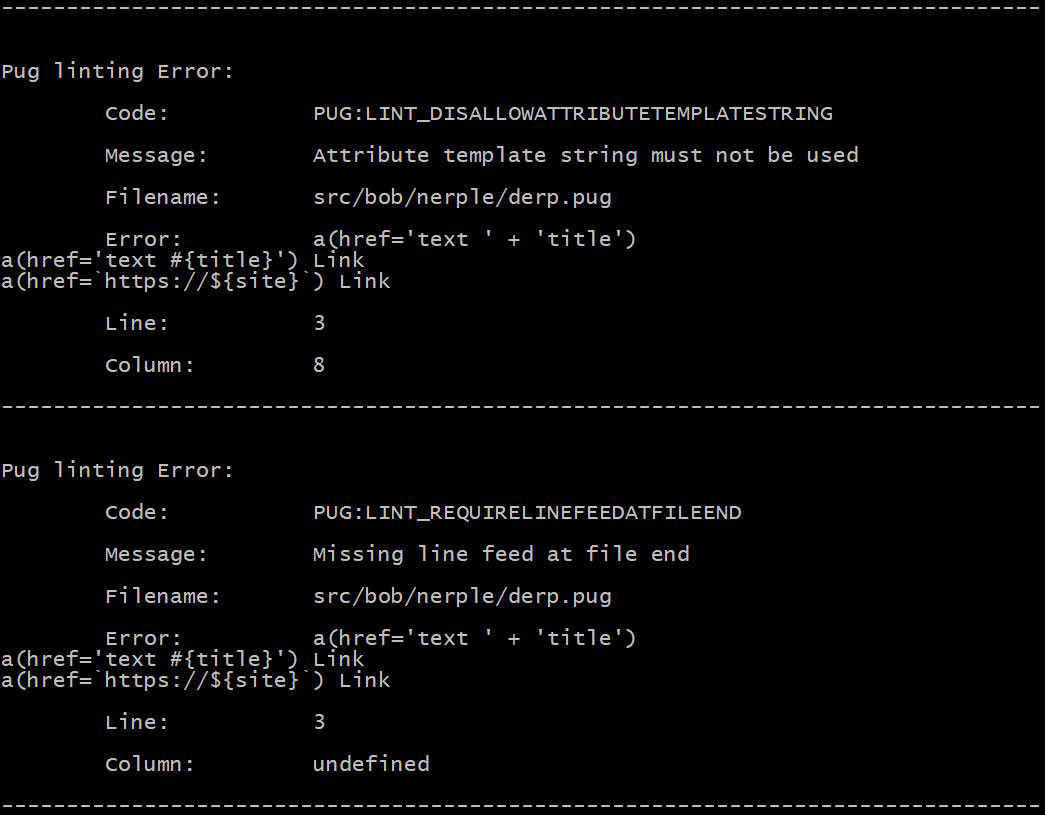 --------------------------------------------------------------------------------
Pug linting Error:
Code: PUG:LINT_DISALLOWATTRIBUTETEMPLATESTRING
Message: Attribute template string must not be used
Filename: src/bob/nerple/derp.pug
Error: a(href='text ' + 'title')
a(href='text #{title}') Link
a(href=`https://${site}`) Link
Line: 3
Column: 8
--------------------------------------------------------------------------------
Pug linting Error:
Code: PUG:LINT_REQUIRELINEFEEDATFILEEND
Message: Missing line feed at file end
Filename: src/bob/nerple/derp.pug
Error: a(href='text ' + 'title')
a(href='text #{title}') Link
a(href=`https://${site}`) Link
Line: 3
Column: undefined
--------------------------------------------------------------------------------